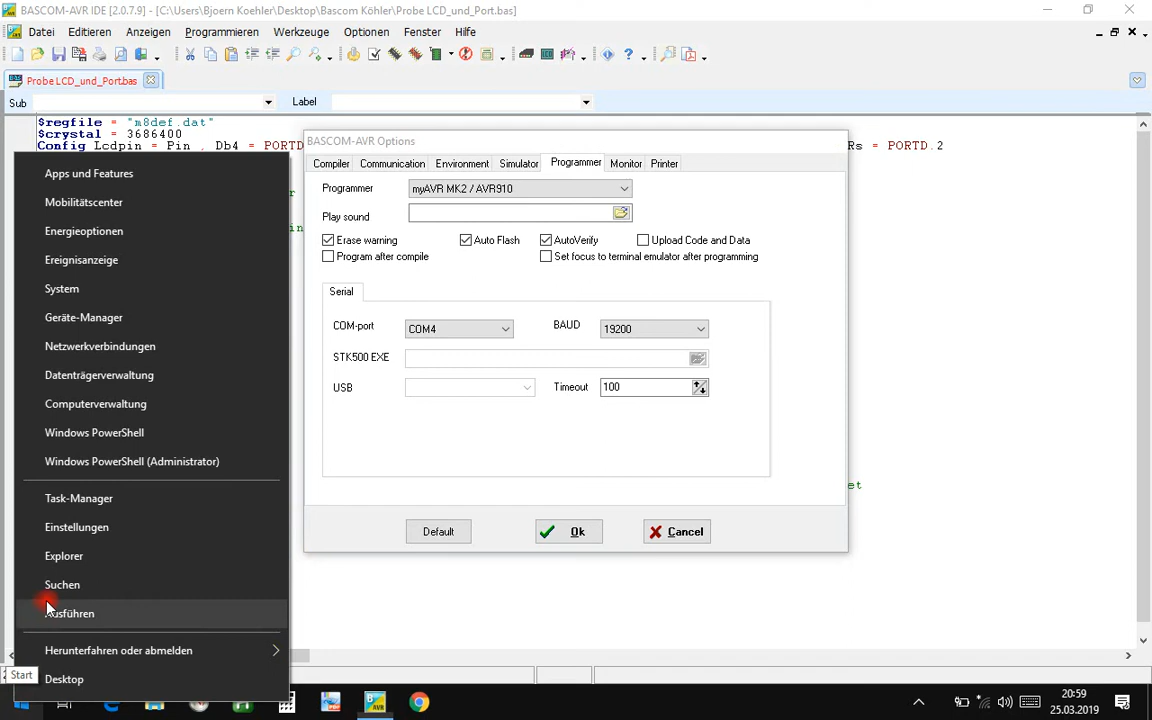 BASCOM-AVR IDE [2.0.7.9] - [C:\Users\Bjoern Koehler\Desktop\Bascom Köhler\Probe LCD_und_Port.bas]
Datei Editieren Anzeigen Programmieren Werkzeuge Optionen Fenster Hilfe
Probe LCD_und_Port.bas
Sub Label
$regfile = "m8def.dat"
$crystal = 3686400
Config Lcdpin = Pin , Db4 = PORTD
Rs = PORTD.2
BASCOM-AVR Options
Compiler Communication Environment Simulator Programmer Monitor Printer
Programmer myAVR MK2 / AVR910
Play sound
Erase warning Auto Flash AutoVerify Upload Code and Data
Program after compile Set focus to terminal emulator after programming
Serial
COM-port COM4 BAUD 19200
STK500 EXE
USB Timeout 100
Default Ok Cancel
r
in
et
Apps und Features
Mobilitätscenter
Energieoptionen
Ereignisanzeige
System
Geräte-Manager
Netzwerkverbindungen
Datenträgerverwaltung
Computerverwaltung
Windows PowerShell
Windows PowerShell (Administrator)
Task-Manager
Einstellungen
Explorer
Suchen
Ausführen
Herunterfahren oder abmelden
Desktop
Start
20:59
25.03.2019